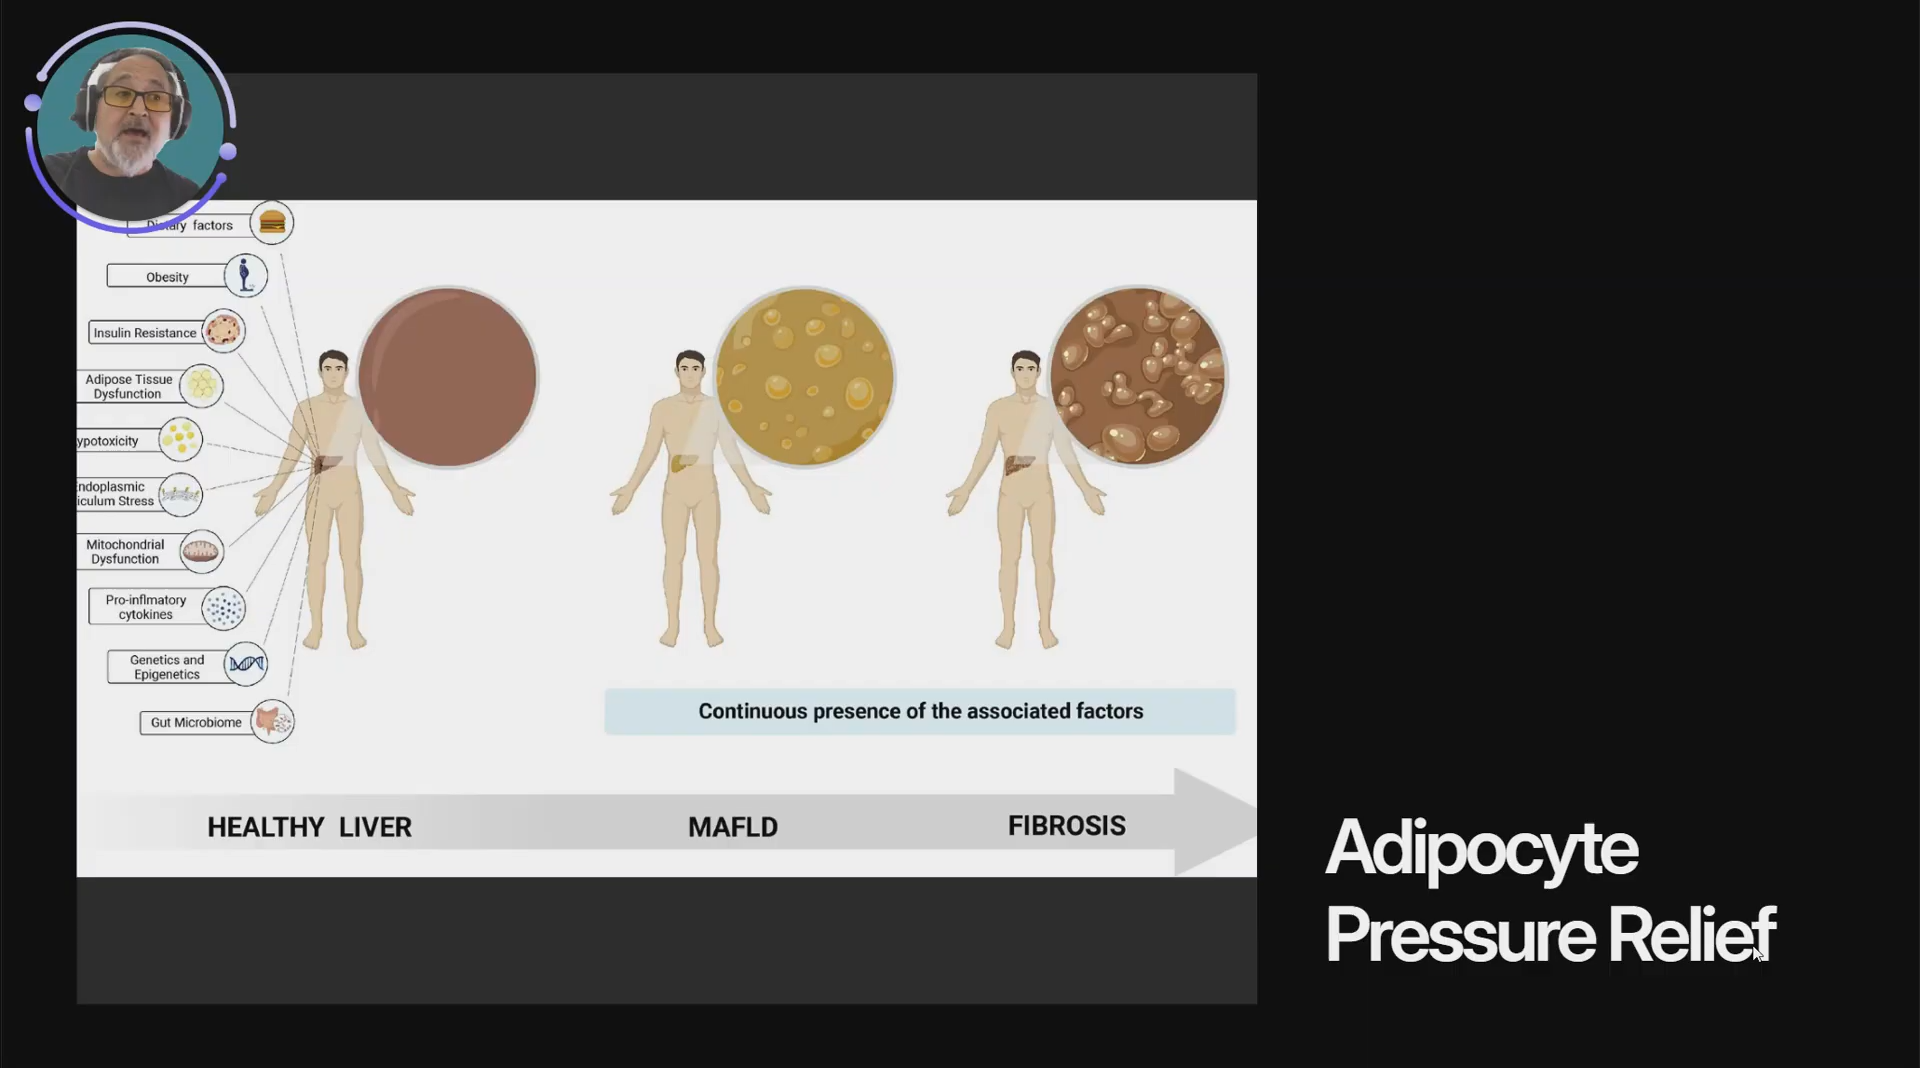 Dietary factors
Obesity
Insulin Resistance
Adipose Tissue
Dysfunction
ypotoxicity
ndoplasmic
iculum Stress
Mitochondrial
Dysfunction
Pro-inflmatory
cytokines
Genetics and
Epigenetics
Gut Microbiome
Continuous presence of the associated factors
HEALTHY LIVER
MAFLD
FIBROSIS
Adipocyte
Pressure Relief